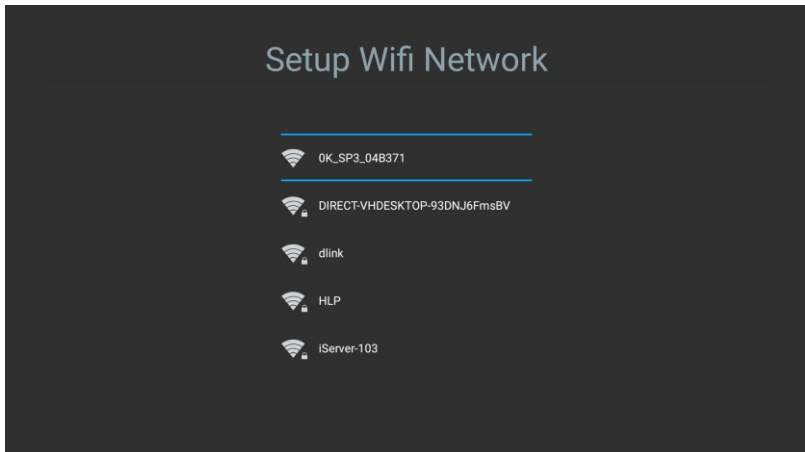 Setup Wifi Network
0K_SP3_04B371
DIRECT-VHDESKTOP-93DNJ6FmsBV
dlink
HLP
iServer-103